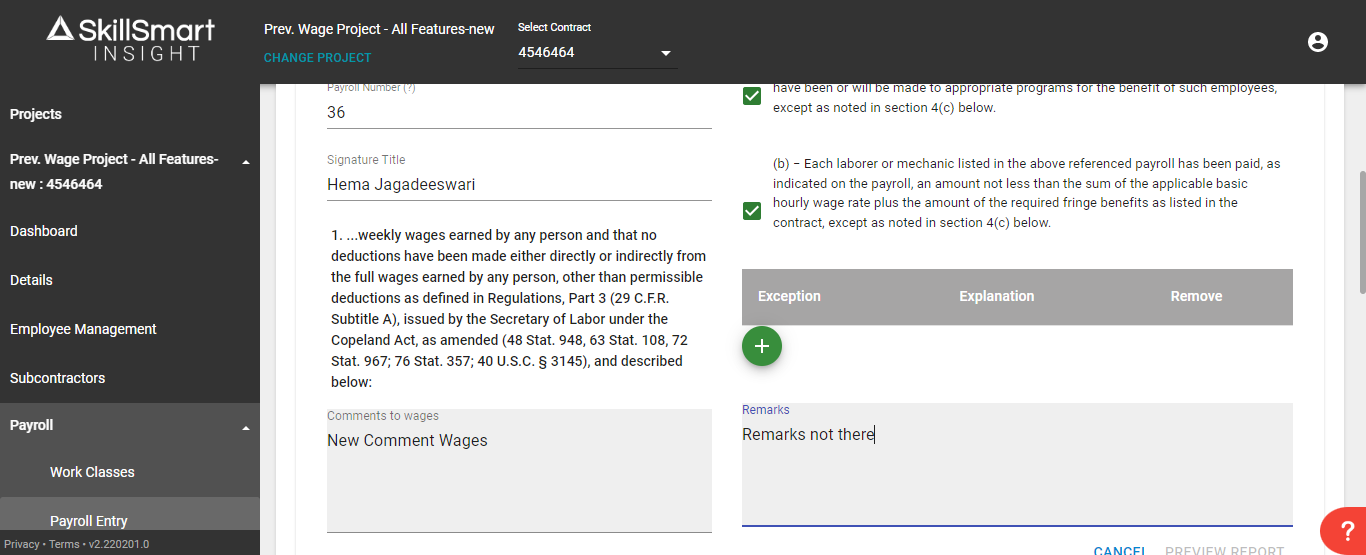 SkillSmart
INSIGHT
Prev. Wage Project - All Features-new
CHANGE PROJECT
Select Contract
4546464
Projects
Prev. Wage Project - All Features-
new : 4546464
Dashboard
Details
Employee Management
Subcontractors
Payroll
Work Classes
Payroll Entry
Privacy • Terms • v2.220201.0
Payroll Number (?)
36
Signature Title
Hema Jagadeeswari
1. ...weekly wages earned by any person and that no
deductions have been made either directly or indirectly from
the full wages earned by any person, other than permissible
deductions as defined in Regulations, Part 3 (29 C.F.R.
Subtitle A), issued by the Secretary of Labor under the
Copeland Act, as amended (48 Stat. 948, 63 Stat. 108, 72
Stat. 967; 76 Stat. 357; 40 U.S.C. § 3145), and described
below:
Comments to wages
New Comment Wages
have been or will be made to appropriate programs for the benefit of such employees,
except as noted in section 4(c) below.
(b) – Each laborer or mechanic listed in the above referenced payroll has been paid, as
indicated on the payroll, an amount not less than the sum of the applicable basic
hourly wage rate plus the amount of the required fringe benefits as listed in the
contract, except as noted in section 4(c) below.
Exception Explanation Remove
+
Remarks
Remarks not there
CANCEL PREVIEW REPORT
?